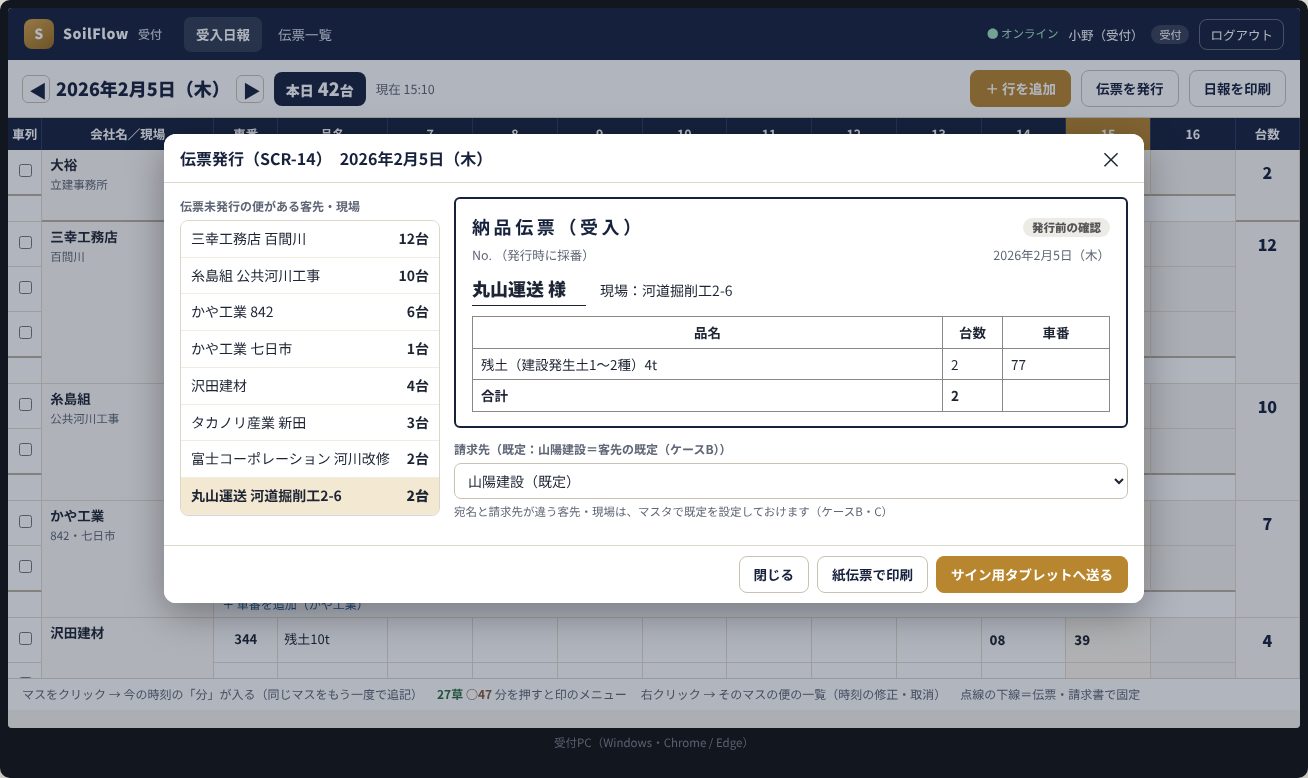 S SoilFlow 受付 受入日報 伝票一覧 オンライン 小野（受付） 受付 ログアウト
◀ 2026年2月5日（木） ▶ 本日 42台 現在 15:10 ＋ 行を追加 伝票を発行 日報を印刷
車列 会社名／現場 車番 品名 7 8 9 10 11 12 13 14 15 16 台数
大裕 2
立建事務所
三幸工務店 12
百間川
糸島組 10
公共河川工事
かや工業 7
842・七日市
伝票発行（SCR-14） 2026年2月5日（木） ×
伝票未発行の便がある客先・現場
三幸工務店 百間川 12台
糸島組 公共河川工事 10台
かや工業 842 6台
かや工業 七日市 1台
沢田建材 4台
タカノリ産業 新田 3台
富士コーポレーション 河川改修 2台
丸山運送 河道掘削工2-6 2台
納品伝票（受入） 発行前の確認
No. （発行時に採番） 2026年2月5日（木）
丸山運送 様 現場：河道掘削工2-6
品名 台数 車番
残土（建設発生土1〜2種）4t 2 77
合計 2
請求先（既定：山陽建設＝客先の既定（ケースB））
山陽建設（既定）
宛名と請求先が違う客先・現場は、マスタで既定を設定しておけます（ケースB・C）
閉じる 紙伝票で印刷 サイン用タブレットへ送る
＋ 車番を追加（かや工業）
沢田建材 344 残土10t 08 39 4
マスをクリック → 今の時刻の「分」が入る（同じマスをもう一度で追記） 27草 ○47 分を押すと印のメニュー 右クリック → そのマスの便の一覧（時刻の修正・取消） 点線の下線＝伝票・請求書で固定
受付PC（Windows・Chrome / Edge）